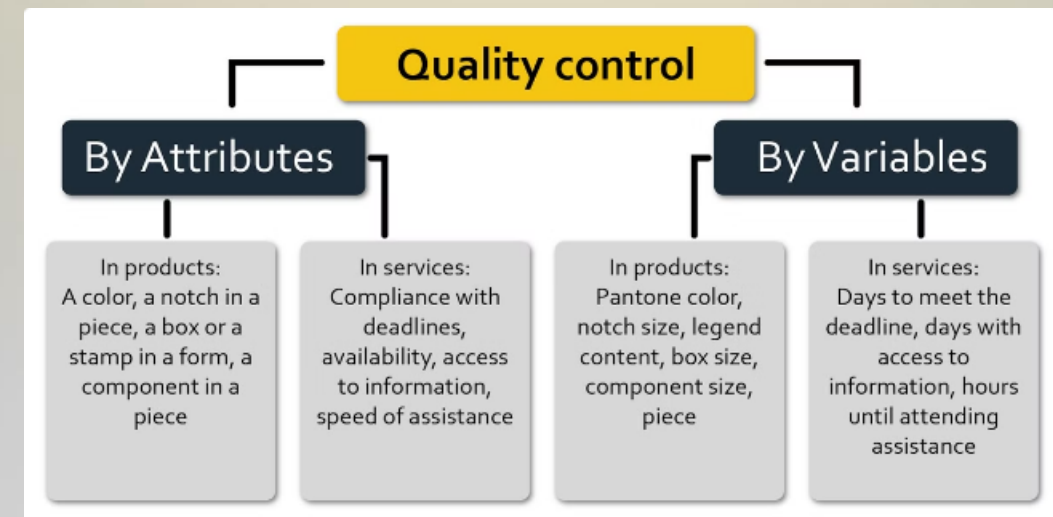 Quality control
By Attributes
By Variables
In products:
A color, a notch in a
piece, a box or a
stamp in a form, a
component in a
piece
In services:
Compliance with
deadlines,
availability, access
to information,
speed of assistance
In products:
Pantone color,
notch size, legend
content, box size,
component size,
piece
In services:
Days to meet the
deadline, days with
access to
information, hours
until attending
assistance